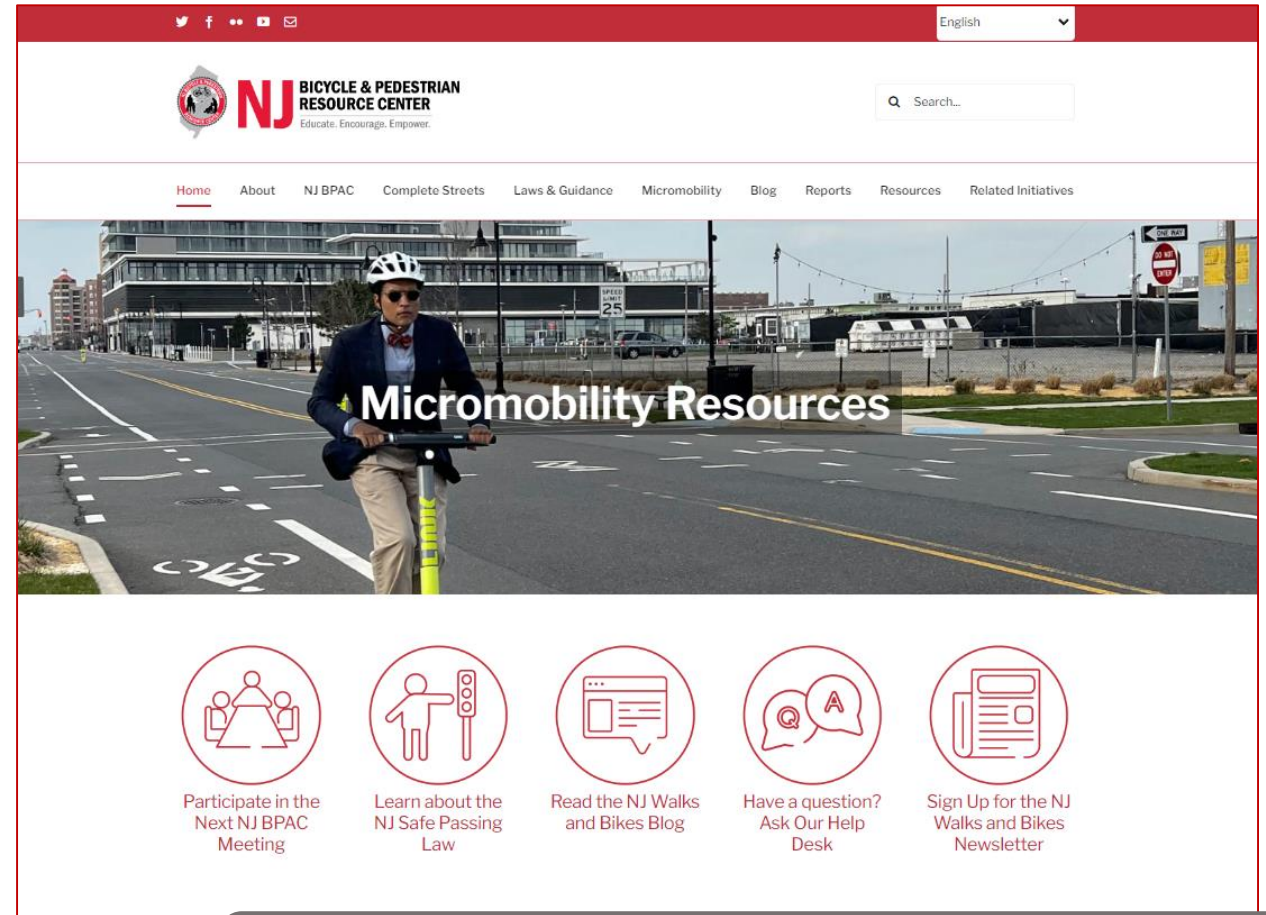 English
NJ BICYCLE & PEDESTRIAN
RESOURCE CENTER
Educate. Encourage. Empower.
Search...
Home About NJ BPAC Complete Streets Laws & Guidance Micromobility Blog Reports Resources Related Initiatives
ONE WAY
DO NOT
ENTER
SPEED
LIMIT
25
Micromobility Resources
LINK
Q A
Participate in the
Next NJ BPAC
Meeting
Learn about the
NJ Safe Passing
Law
Read the NJ Walks
and Bikes Blog
Have a question?
Ask Our Help
Desk
Sign Up for the NJ
Walks and Bikes
Newsletter